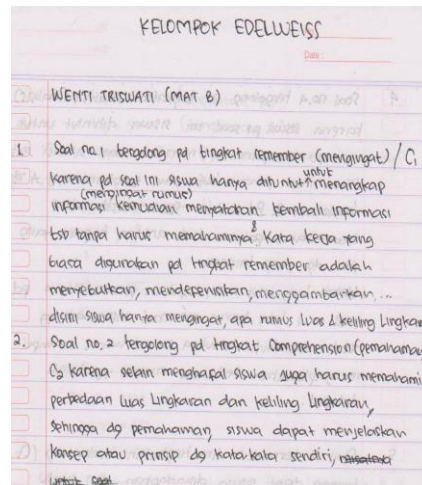 KELOMPOK EDELWEISS
Date :
WENTI TRISWATI (MAT B)
1. Soal no. 1 tergolong pd tingkat remember (mengingat) / C1
karena pd soal ini siswa hanya dituntut untuk menangkap
(mengingat rumus)
informasi kemudian menyatakan kembali informasi
tsb tanpa harus memahaminya & kata kerja yang
biasa digunakan pd tingkat remember adalah
menyebutkan, mendefenisikan, menggambarkan, ...
disini siswa hanya mengingat, apa rumus luas & keliling Lingkaran
2. Soal no. 2 tergolong pd tingkat Comprehension (pemahaman)
C2 karena selain menghafal siswa juga harus memahami
perbedaan luas Lingkaran dan keliling Lingkaran,
sehingga dg pemahaman, siswa dapat menjelaskan
konsep atau prinsip dg kata-kata sendiri,
untuk soal